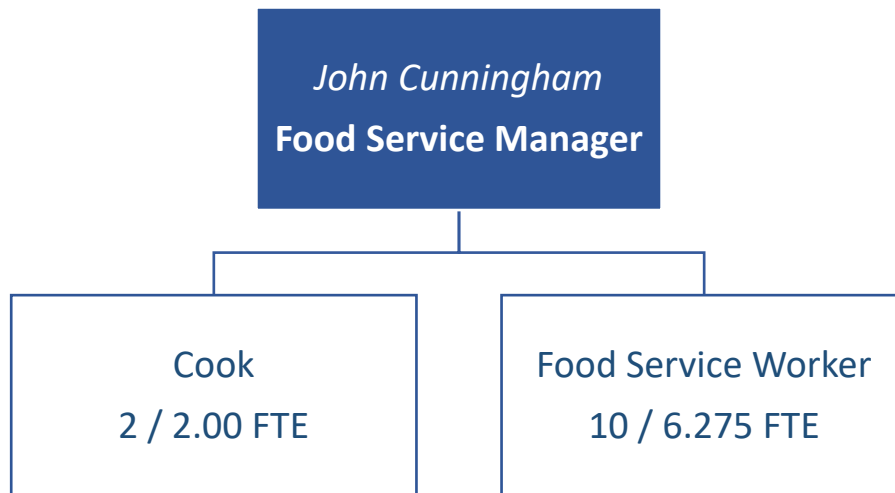 John Cunningham
Food Service Manager
Cook
2 / 2.00 FTE
Food Service Worker
10 / 6.275 FTE